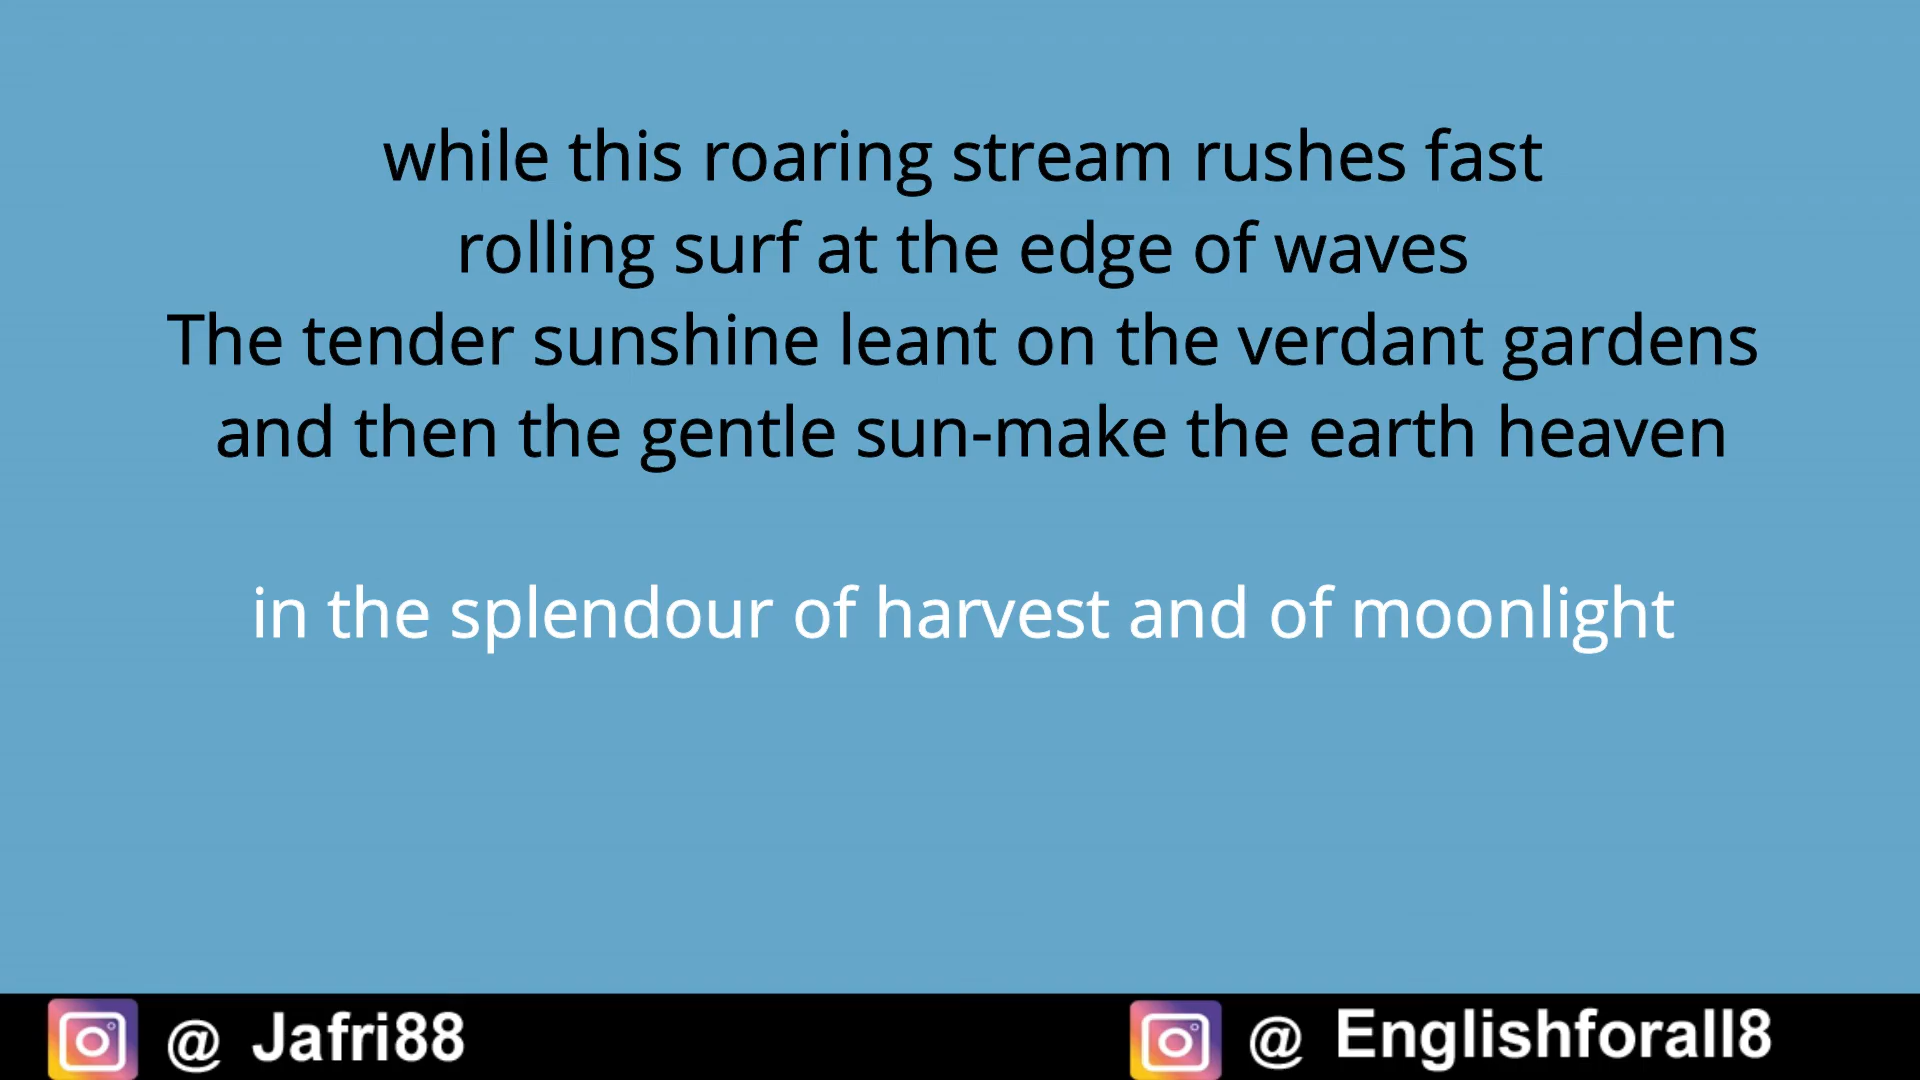 while this roaring stream rushes fast
rolling surf at the edge of waves
The tender sunshine leant on the verdant gardens
and then the gentle sun-make the earth heaven
in the splendour of harvest and of moonlight
@ Jafri88
@ Englishforall8